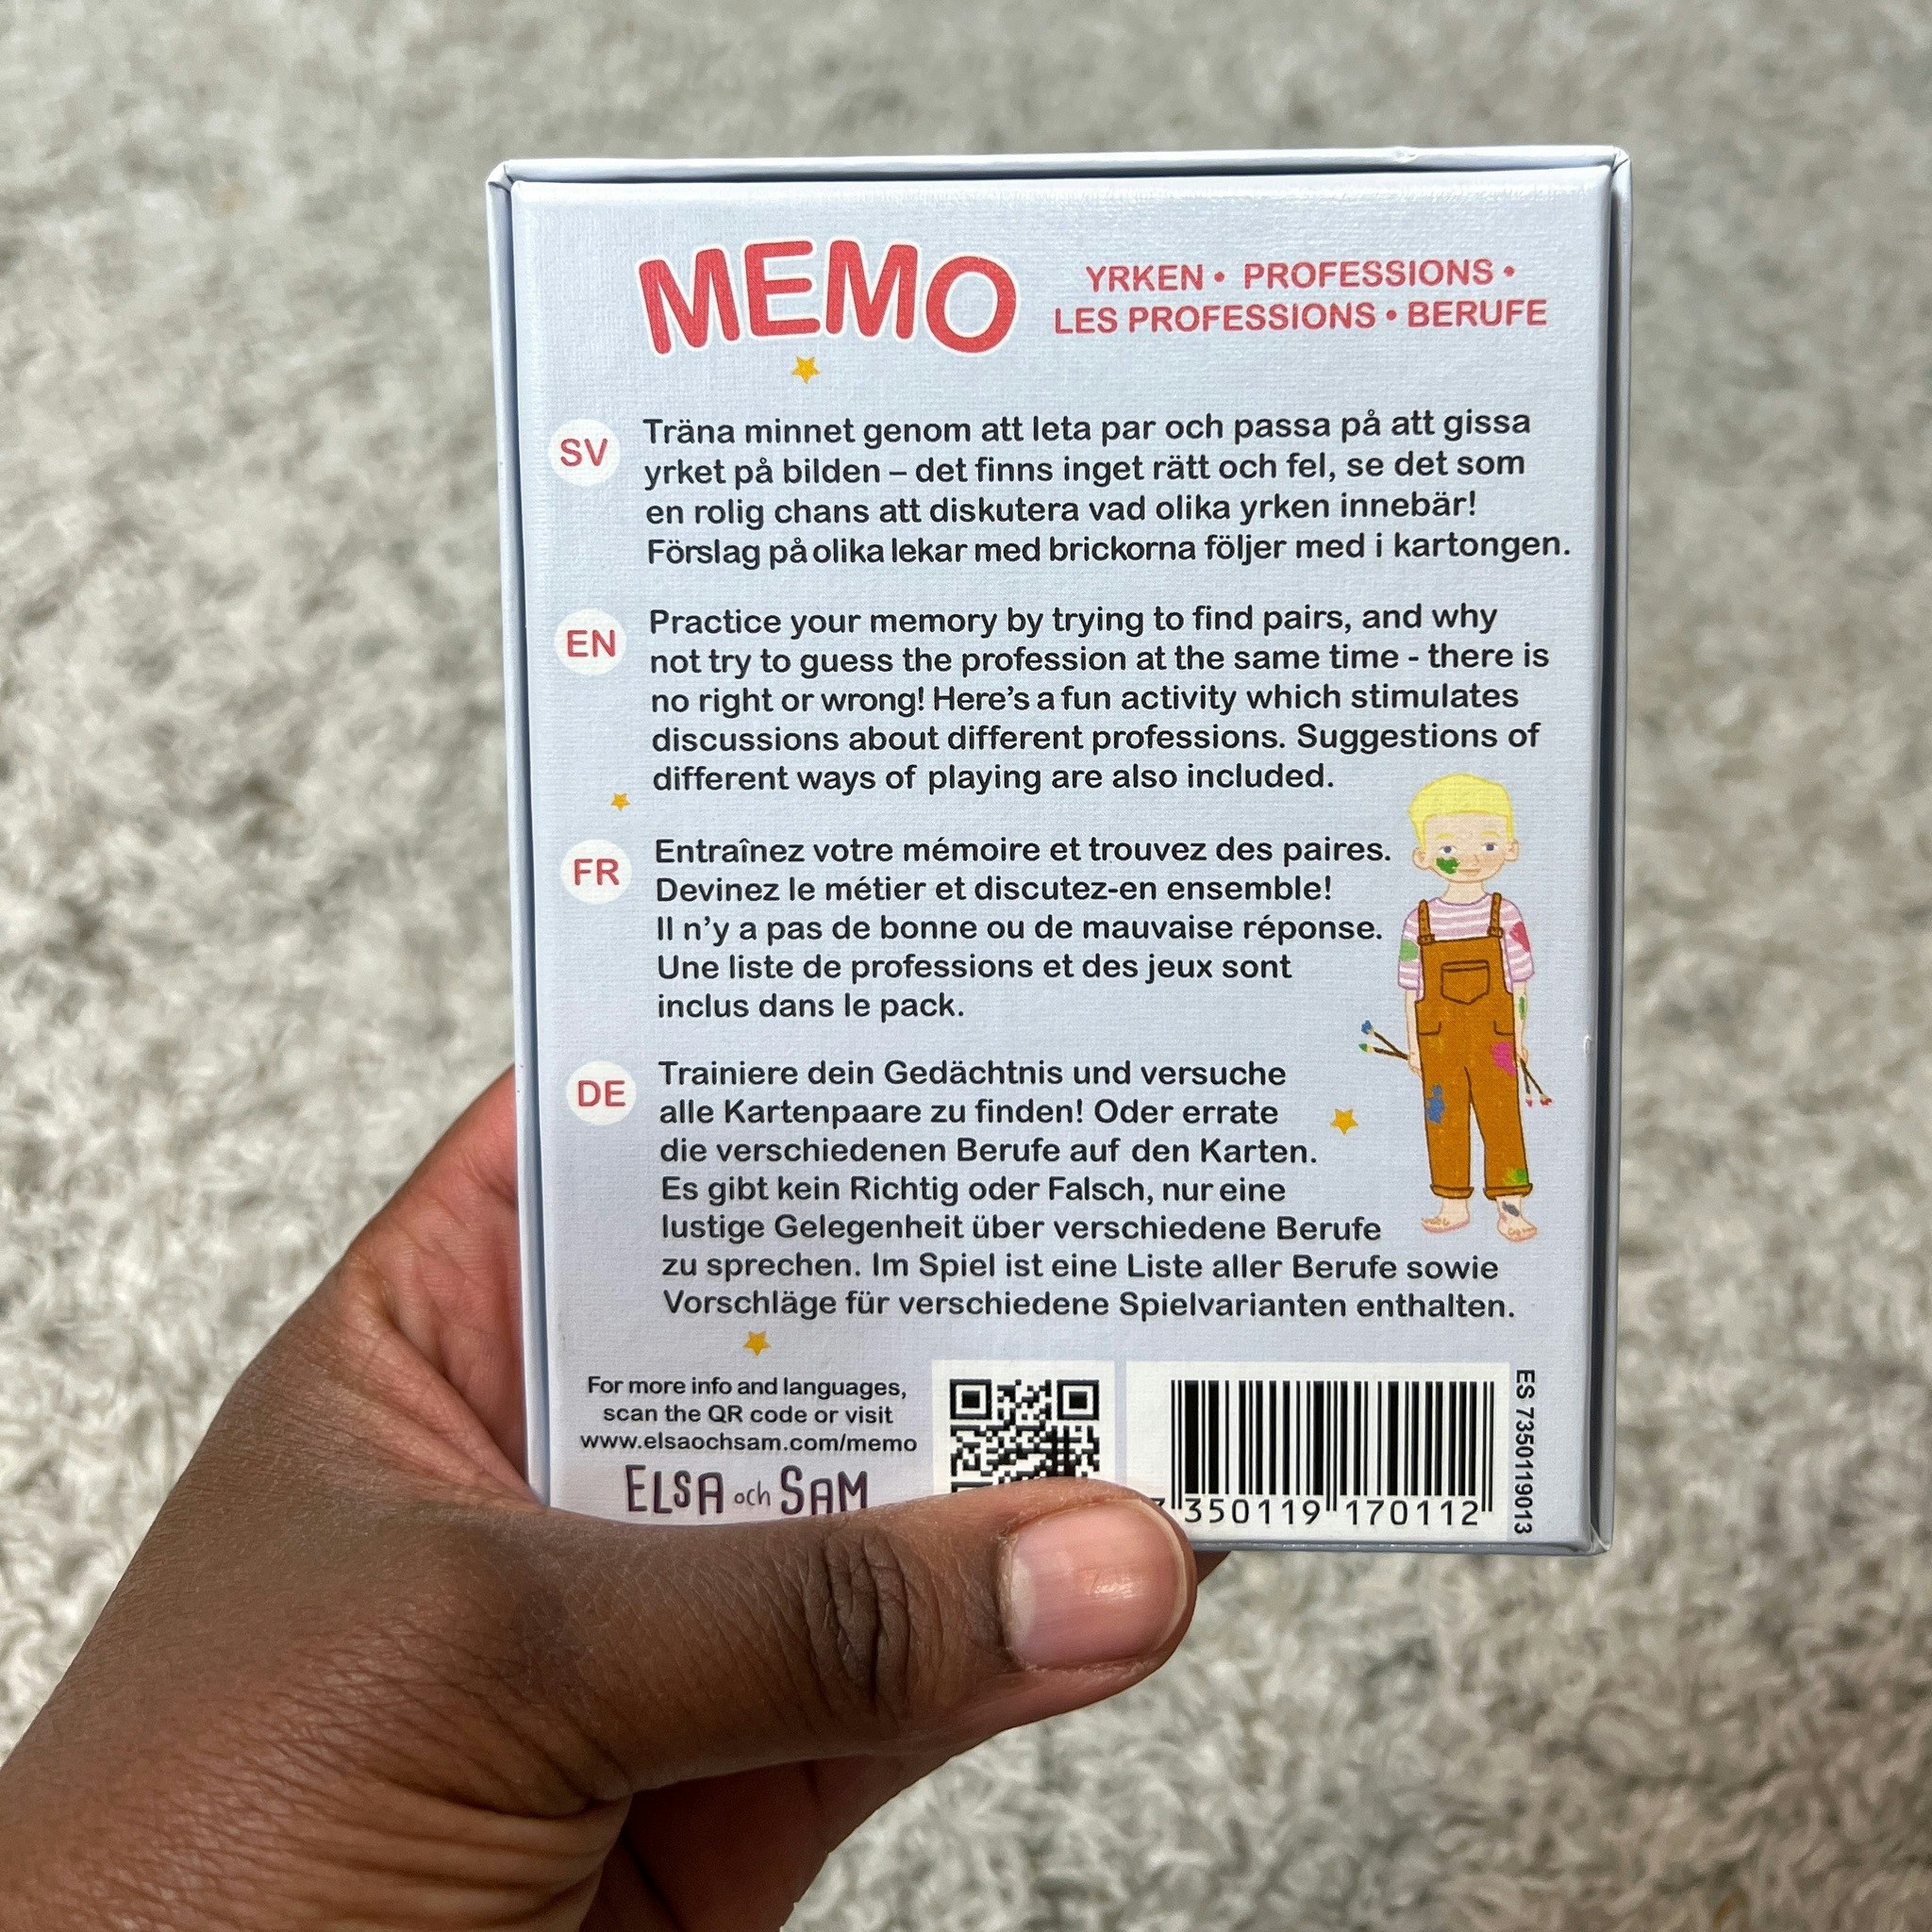 MEMO
YRKEN • PROFESSIONS •
LES PROFESSIONS • BERUFE
SV
Träna minnet genom att leta par och passa på att gissa
yrket på bilden – det finns inget rätt och fel, se det som
en rolig chans att diskutera vad olika yrken innebär!
Förslag på olika lekar med brickorna följer med i kartongen.
EN
Practice your memory by trying to find pairs, and why
not try to guess the profession at the same time - there is
no right or wrong! Here's a fun activity which stimulates
discussions about different professions. Suggestions of
different ways of playing are also included.
FR
Entraînez votre mémoire et trouvez des paires.
Devinez le métier et discutez-en ensemble!
Il n'y a pas de bonne ou de mauvaise réponse.
Une liste de professions et des jeux sont
inclus dans le pack.
DE
Trainiere dein Gedächtnis und versuche
alle Kartenpaare zu finden! Oder errate
die verschiedenen Berufe auf den Karten.
Es gibt kein Richtig oder Falsch, nur eine
lustige Gelegenheit über verschiedene Berufe
zu sprechen. Im Spiel ist eine Liste aller Berufe sowie
Vorschläge für verschiedene Spielvarianten enthalten.
For more info and languages,
scan the QR code or visit
www.elsaochsam.com/memo
ELSA och SAM
350119 170112
ES 7350119013